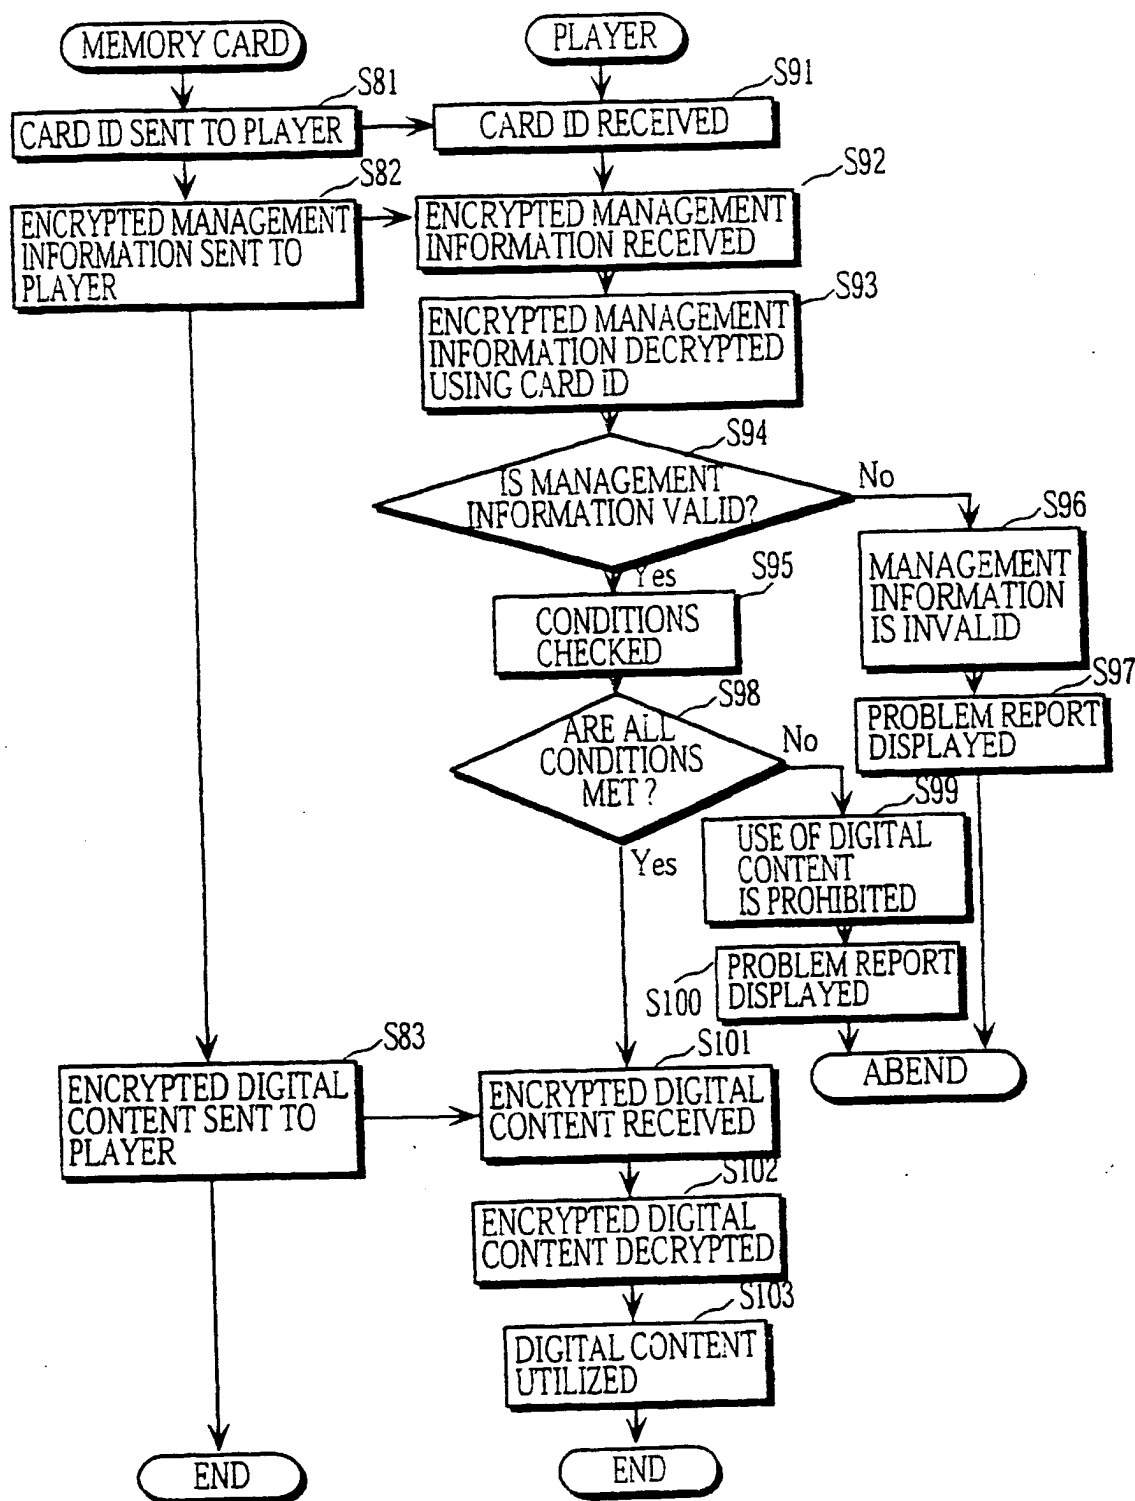 MEMORY CARD
PLAYER
S81
S91
CARD ID SENT TO PLAYER
CARD ID RECEIVED
S82
S92
ENCRYPTED MANAGEMENT
INFORMATION SENT TO
PLAYER
ENCRYPTED MANAGEMENT
INFORMATION RECEIVED
S93
ENCRYPTED MANAGEMENT
INFORMATION DECRYPTED
USING CARD ID
S94
IS MANAGEMENT
INFORMATION VALID?
No
Yes
S96
MANAGEMENT
INFORMATION
IS INVALID
S95
CONDITIONS
CHECKED
S97
PROBLEM REPORT
DISPLAYED
S98
ARE ALL
CONDITIONS
MET ?
No
Yes
S99
USE OF DIGITAL
CONTENT
IS PROHIBITED
S100
PROBLEM REPORT
DISPLAYED
ABEND
S83
ENCRYPTED DIGITAL
CONTENT SENT TO
PLAYER
S101
ENCRYPTED DIGITAL
CONTENT RECEIVED
S102
ENCRYPTED DIGITAL
CONTENT DECRYPTED
S103
DIGITAL CONTENT
UTILIZED
END
END